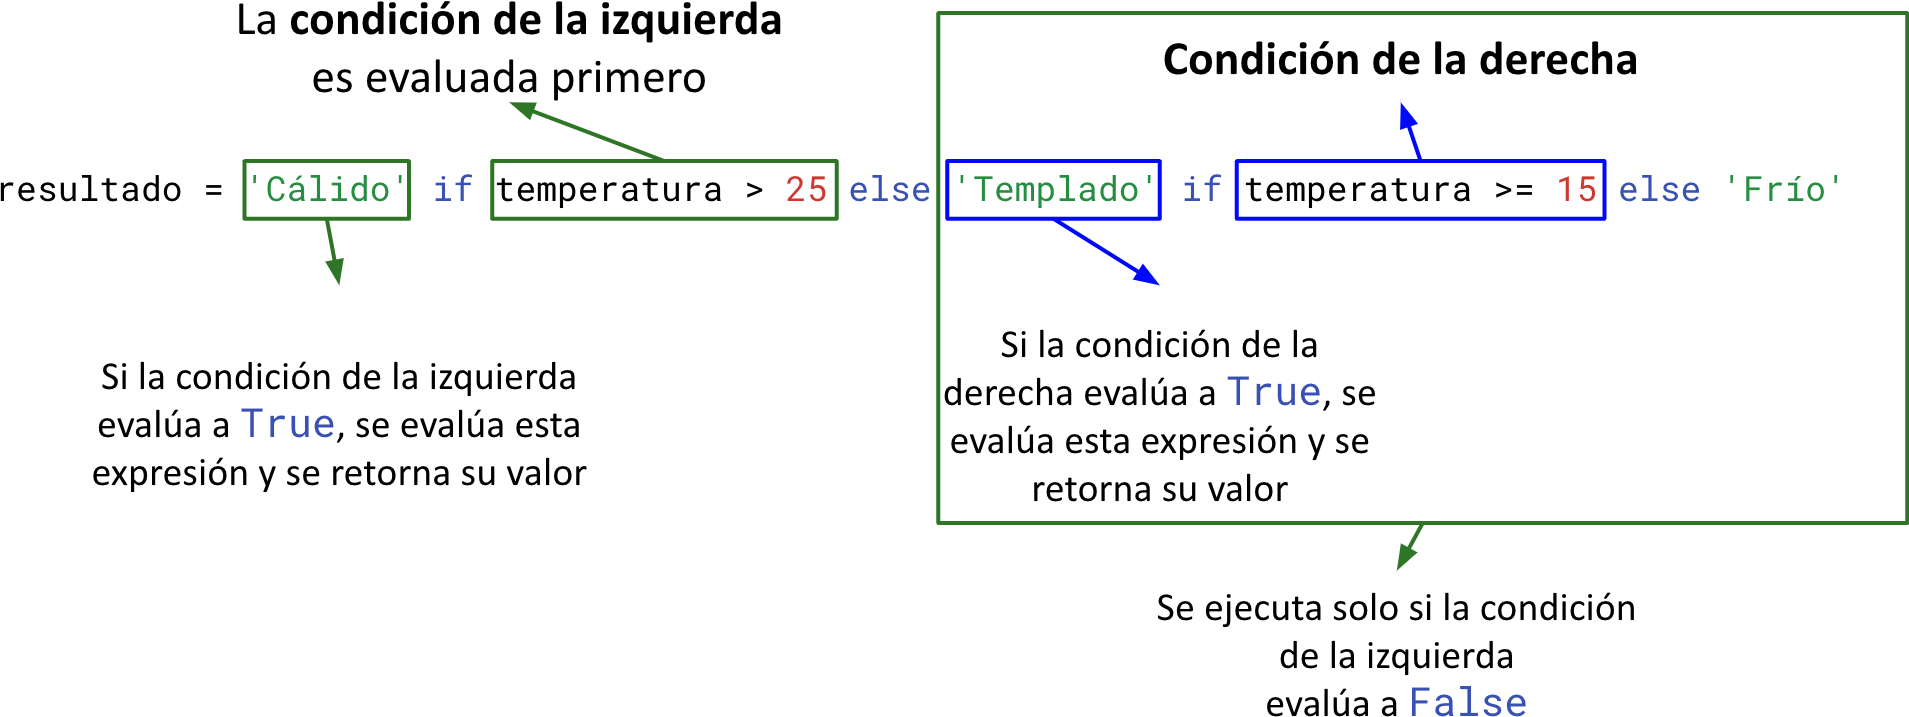 La condición de la izquierda
es evaluada primero
Condición de la derecha
resultado = 'Cálido' if temperatura > 25 else 'Templado' if temperatura >= 15 else 'Frío'
Si la condición de la izquierda
evalúa a True, se evalúa esta
expresión y se retorna su valor
Si la condición de la
derecha evalúa a True, se
evalúa esta expresión y se
retorna su valor
Se ejecuta solo si la condición
de la izquierda
evalúa a False